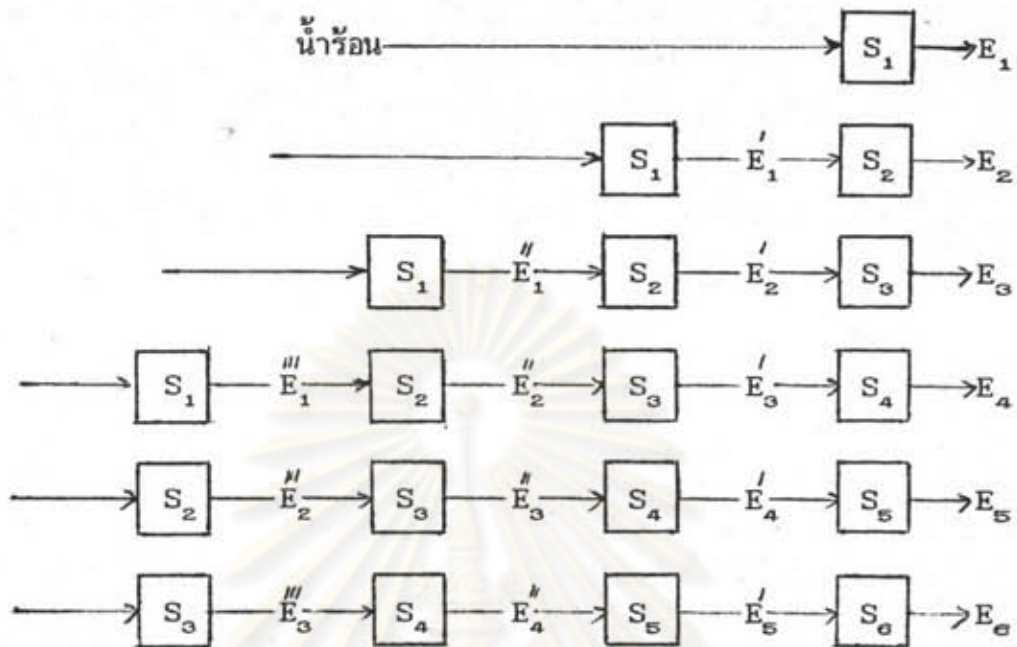 น้ำร้อน S₁ E₁
S₁ E₁′ S₂ E₂
S₁ E₁″ S₂ E₂′ S₃ E₃
S₁ E₁‴ S₂ E₂″ S₃ E₃′ S₄ E₄
S₂ E₂‴ S₃ E₃″ S₄ E₄′ S₅ E₅
S₃ E₃‴ S₄ E₄″ S₅ E₅′ S₆ E₆